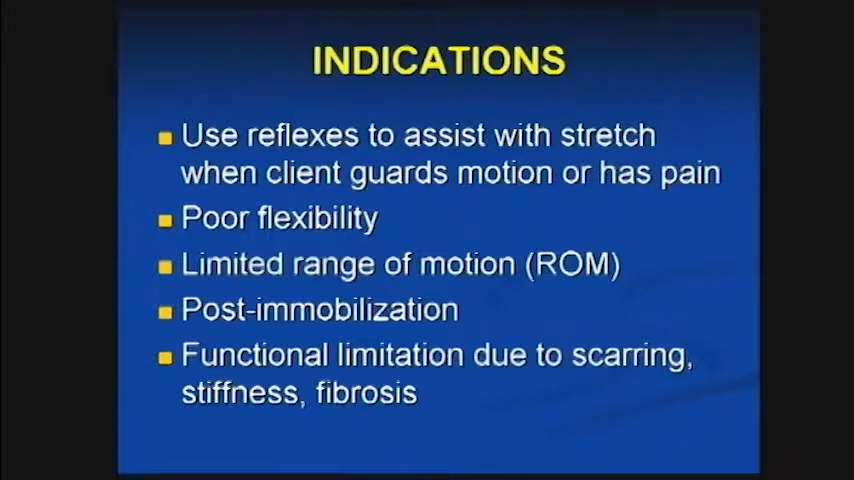 INDICATIONS
Use reflexes to assist with stretch
when client guards motion or has pain
Poor flexibility
Limited range of motion (ROM)
Post-immobilization
Functional limitation due to scarring,
stiffness, fibrosis